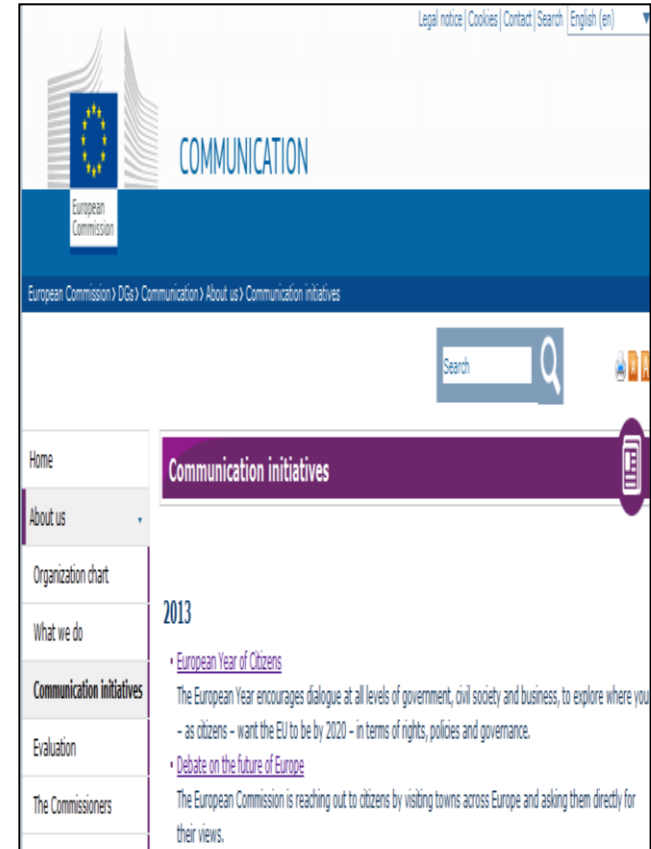 Legal notice | Cookies | Contact | Search | English (en)
COMMUNICATION
European
Commission
European Commission > DGs > Communication > About us > Communication initiatives
Search
Home
Communication initiatives
About us
Organization chart
What we do
Communication initiatives
Evaluation
The Commissioners
2013
European Year of Citizens
The European Year encourages dialogue at all levels of government, civil society and business, to explore where you
– as citizens – want the EU to be by 2020 – in terms of rights, policies and governance.
Debate on the future of Europe
The European Commission is reaching out to citizens by visiting towns across Europe and asking them directly for
their views.